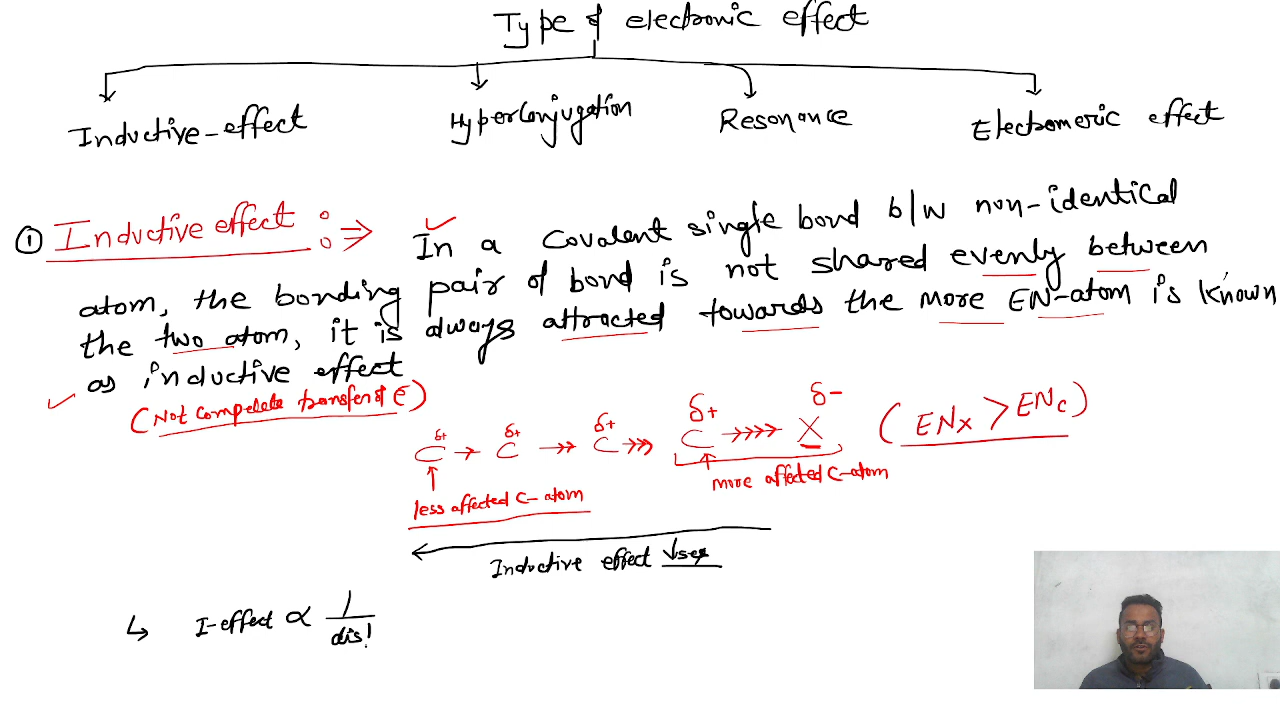 Type of electronic effect
Inductive-effect Hyperconjugation Resonance Electromeric effect
① Inductive effect :⇒ In a covalent single bond b/w non-identical
atom, the bonding pair of bond is not shared evenly between
the two atom, it is always attracted towards the more EN-atom is known
as inductive effect
(Not compelete transfer of e̅)
δ+ δ+ δ+ δ+ δ-
C → C →> C →>> C →>>> X (ENx > ENc)
less affected C-atom more affected C-atom
Inductive effect ↓ses
↳ I-effect ∝ 1/dis!